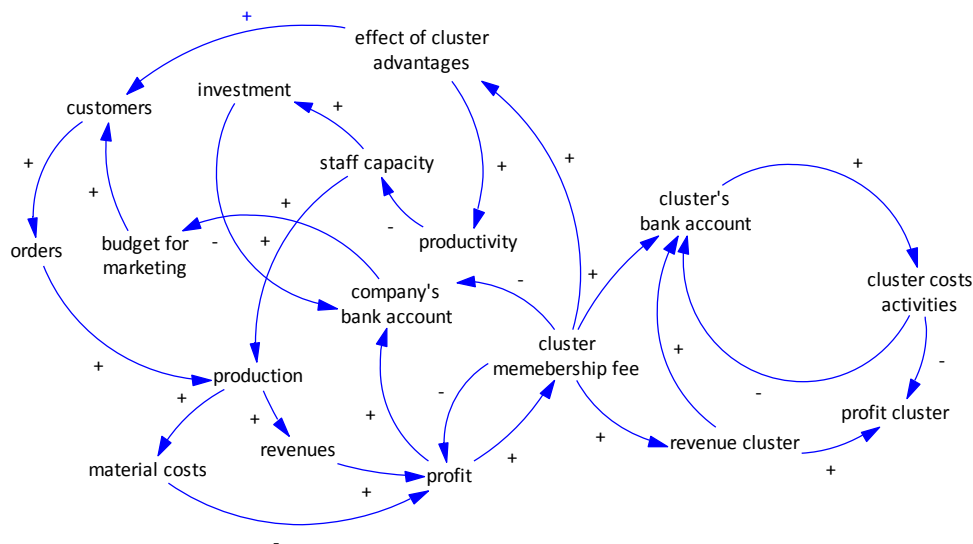 +
effect of cluster
advantages
investment
customers
+
+
staff capacity
+
+
+
cluster's
bank account
+
+
-
productivity
orders
budget for
marketing
-
+
company's
bank account
-
+
cluster costs
activities
cluster
memebership fee
+
-
+
production
+
-
-
profit cluster
+
+
revenues
+
+
revenue cluster
material costs
profit
+
+
+
-